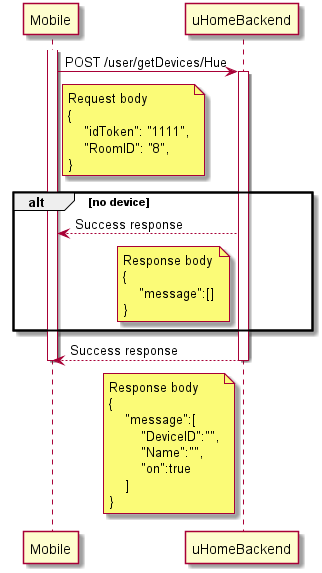 Mobile
uHomeBackend
POST /user/getDevices/Hue
Request body
{
"idToken": "1111",
"RoomID": "8",
}
alt [no device]
Success response
Response body
{
"message":[]
}
Success response
Response body
{
"message":[
"DeviceID":"",
"Name":"",
"on":true
]
}
Mobile
uHomeBackend